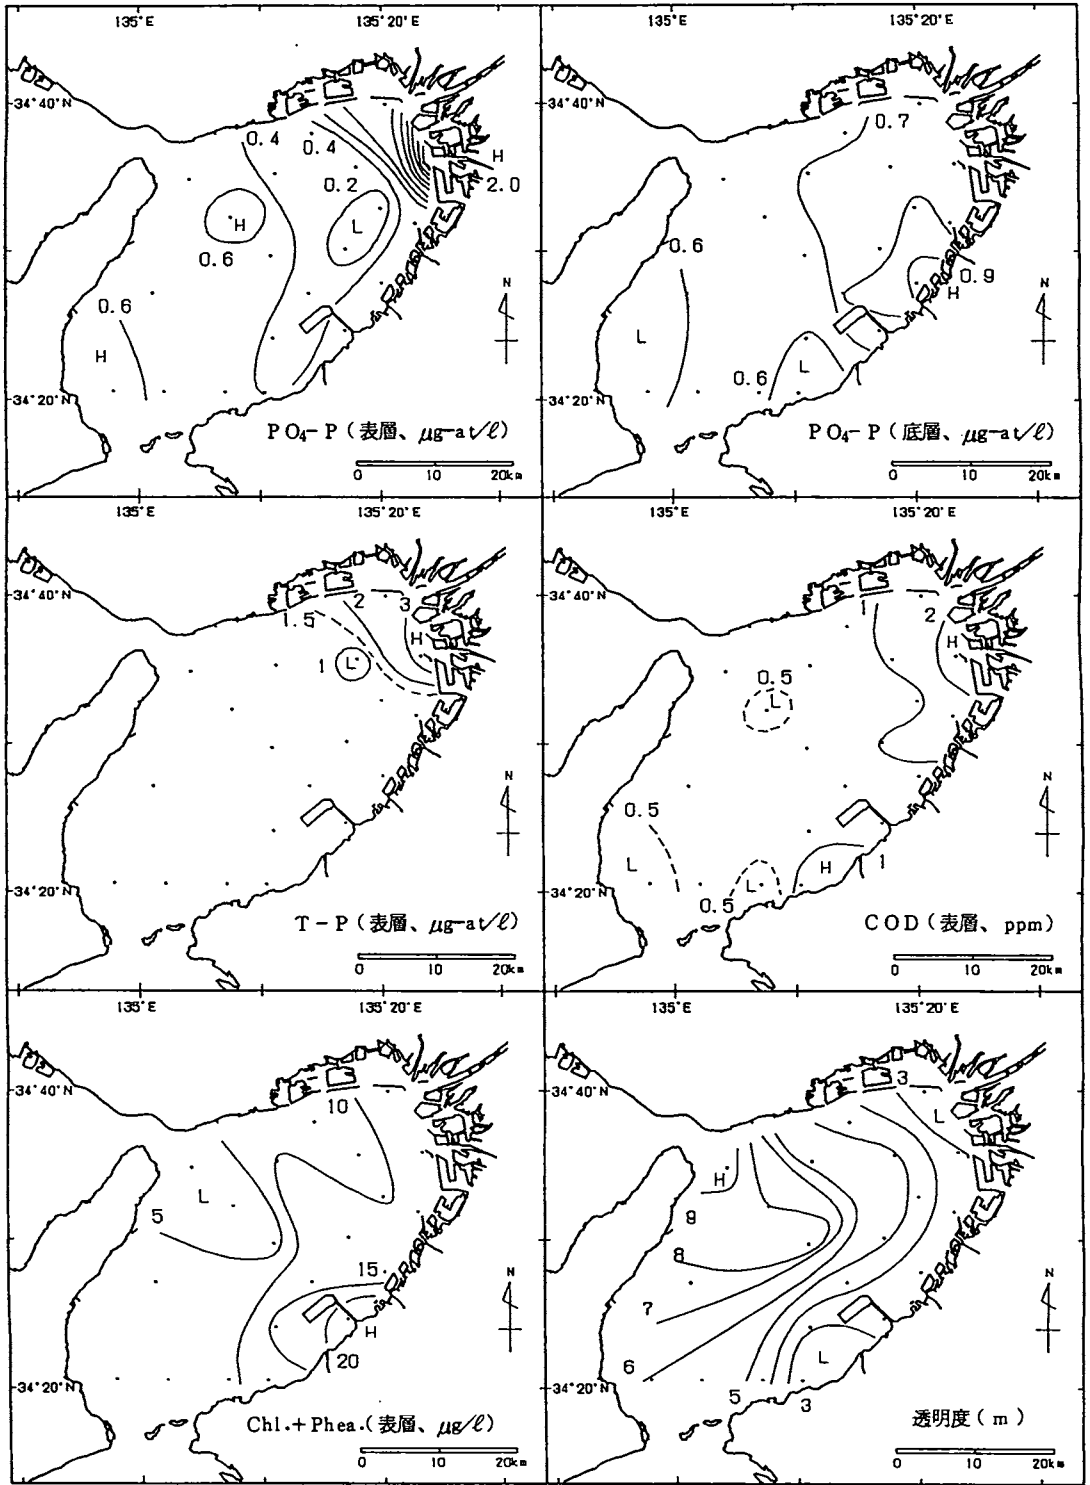 135°E 135°20'E
34°40'N
0.4
0.4
H
2.0
0.2
H
L
0.6
0.6
H
N
34°20'N
PO₄-P (表層、μg-at/ℓ)
0 10 20km
135°E 135°20'E
34°40'N
0.7
0.6
0.9
H
L
N
L
0.6
34°20'N
PO₄-P (底層、μg-at/ℓ)
0 10 20km
135°E 135°20'E
34°40'N
2 3
1.5
H
1 L
N
34°20'N
T-P (表層、μg-at/ℓ)
0 10 20km
135°E 135°20'E
34°40'N
1 2
H
0.5
L
0.5
N
L
H
1
L
0.5
34°20'N
COD (表層、ppm)
0 10 20km
135°E 135°20'E
34°40'N
10
L
5
15
N
H
20
34°20'N
Chl.+Phea.(表層、μg/ℓ)
0 10 20km
135°E 135°20'E
34°40'N
3
L
H
9
8
7
N
L
6
5
3
34°20'N
透明度 (m)
0 10 20km